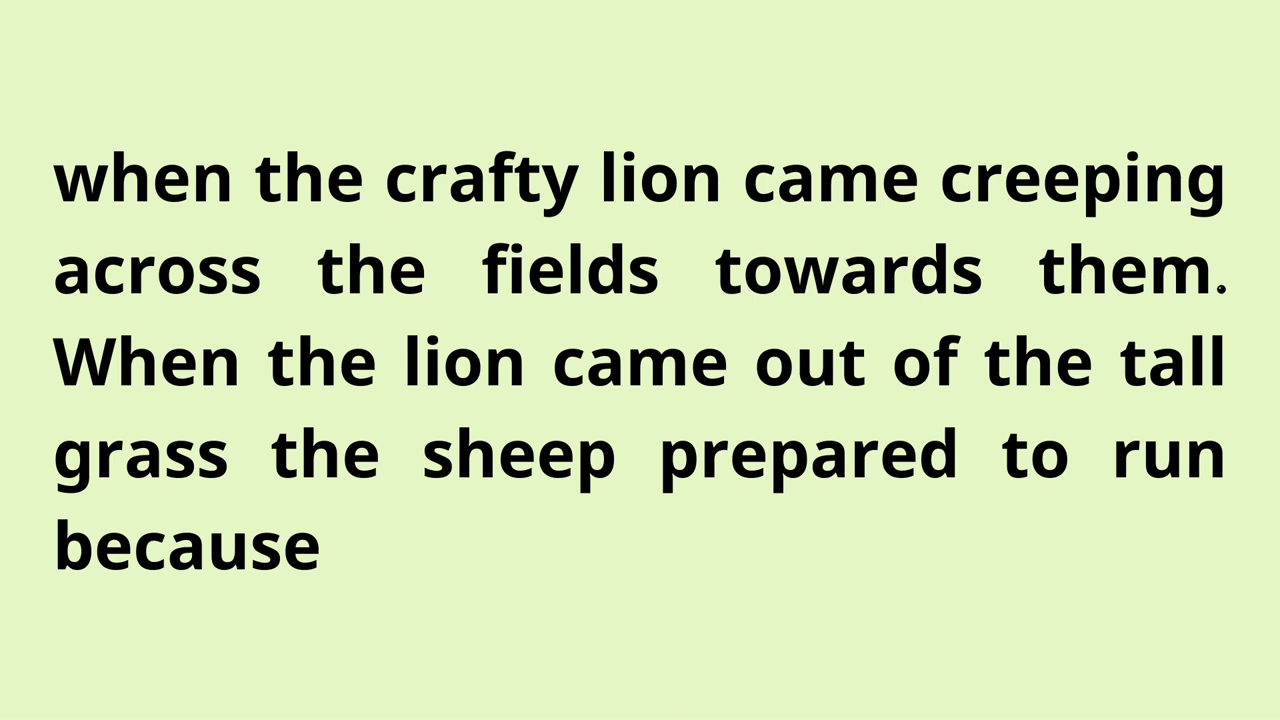 when the crafty lion came creeping
across the fields towards them.
When the lion came out of the tall
grass the sheep prepared to run
because